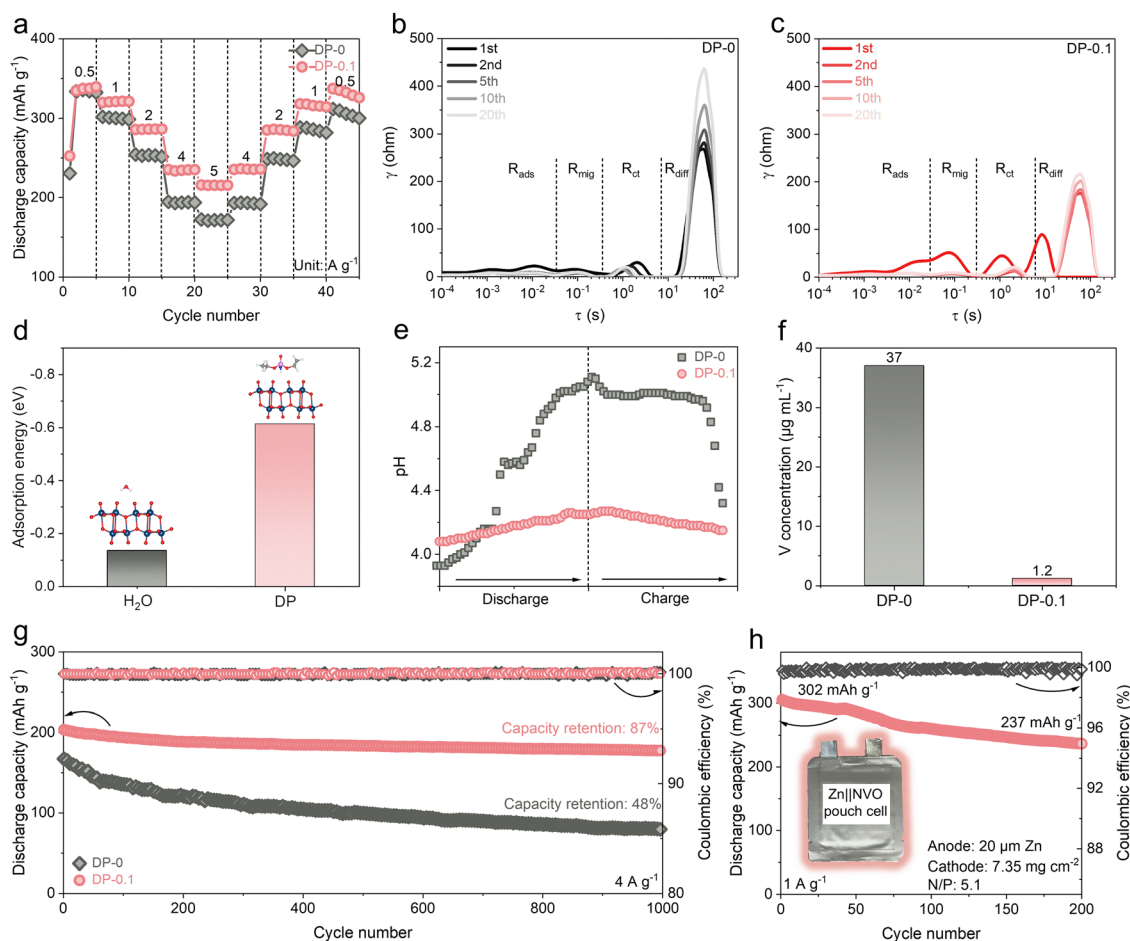 a
400
300
200
100
Discharge capacity (mAh g⁻¹)
DP-0
DP-0.1
0.5
1
2
4
5
4
2
1
0.5
Unit: A g⁻¹
0
10
20
30
40
Cycle number
b
500
400
300
200
100
0
γ (ohm)
1st
2nd
5th
10th
20th
DP-0
R_ads
R_mig
R_ct
R_diff
10⁻⁴
10⁻³
10⁻²
10⁻¹
10⁰
10¹
10²
τ (s)
c
500
400
300
200
100
0
γ (ohm)
1st
2nd
5th
10th
20th
DP-0.1
R_ads
R_mig
R_ct
R_diff
10⁻⁴
10⁻³
10⁻²
10⁻¹
10⁰
10¹
10²
τ (s)
d
-0.8
-0.6
-0.4
-0.2
0.0
Adsorption energy (eV)
H₂O
DP
e
5.2
4.8
4.4
4.0
pH
DP-0
DP-0.1
Discharge
Charge
f
40
30
20
10
0
V concentration (µg mL⁻¹)
37
1.2
DP-0
DP-0.1
g
300
250
200
150
100
50
0
Discharge capacity (mAh g⁻¹)
Capacity retention: 87%
Capacity retention: 48%
DP-0
DP-0.1
4 A g⁻¹
100
90
80
Coulombic efficiency (%)
0
200
400
600
800
1000
Cycle number
h
300
200
100
0
Discharge capacity (mAh g⁻¹)
302 mAh g⁻¹
237 mAh g⁻¹
Zn||NVO
pouch cell
Anode: 20 µm Zn
Cathode: 7.35 mg cm⁻²
N/P: 5.1
1 A g⁻¹
100
96
92
88
Coulombic efficiency (%)
0
50
100
150
200
Cycle number